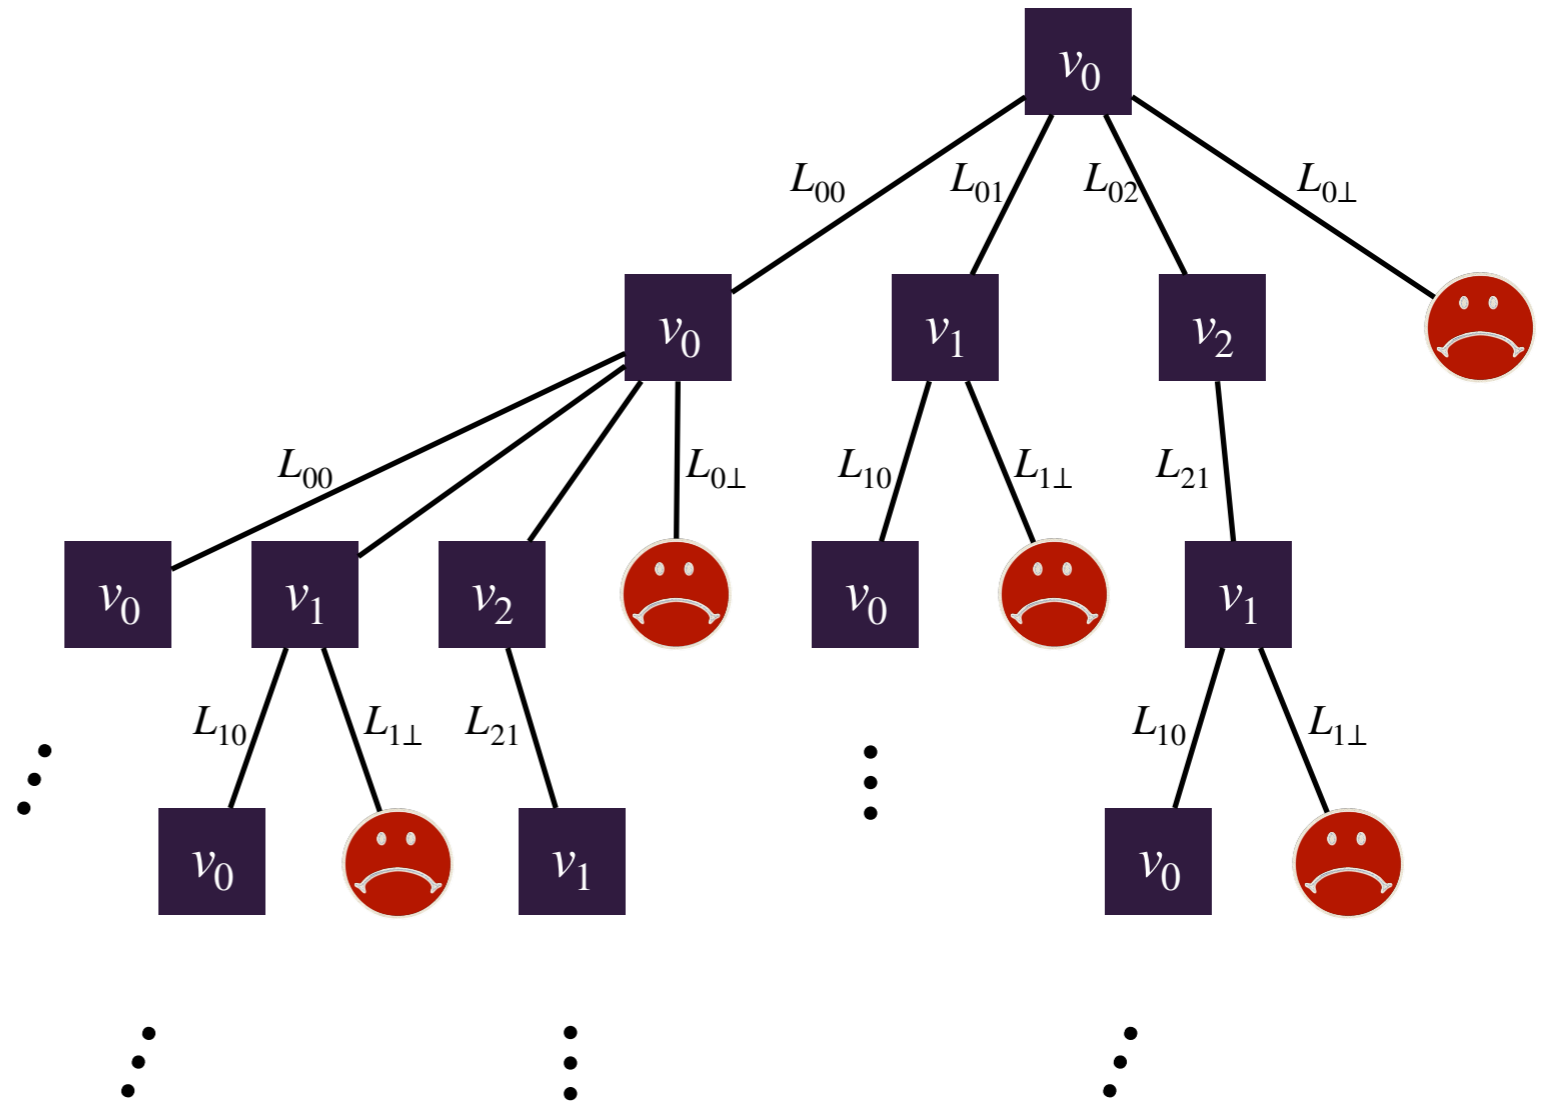 v₀
L₀₀ L₀₁ L₀₂ L₀⊥
v₀ v₁ v₂
L₀₀ L₀⊥ L₁₀ L₁⊥ L₂₁
v₀ v₁ v₂ v₀ v₁
L₁₀ L₁⊥ L₂₁ L₁₀ L₁⊥
v₀ v₁ v₀